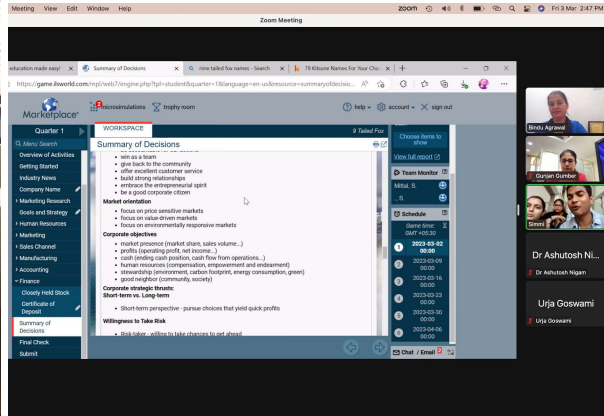 Meeting View Edit Window Help
zoom
Fri 3 Mar 2:47 PM
Zoom Meeting
education made easy!
Summary of Decisions
nine tailed fox names - Search
79 Kitsune Names For Your Cho
https://game.ilsworld.com/mpl/web7/engine.php?tpl=student&quarter=1&language=en-us&resource=summaryofdecisio...
Marketplace
microsimulations
trophy room
help
account
sign out
Quarter 1
Menu Search
Overview of Activities
Getting Started
Industry News
Company Name
Marketing Research
Goals and Strategy
Human Resources
Marketing
Sales Channel
Manufacturing
Accounting
Finance
Closely Held Stock
Certificate of
Deposit
Summary of
Decisions
Final Check
Submit
WORKSPACE
9 Tailed Fox
Summary of Decisions
• win as a team
• give back to the community
• offer excellent customer service
• build strong relationships
• embrace the entrepreneurial spirit
• be a good corporate citizen
Market orientation
• focus on price sensitive markets
• focus on value-driven markets
• focus on environmentally responsive markets
Corporate objectives
• market presence (market share, sales volume...)
• profits (operating profit, net income...)
• cash (ending cash position, cash flow from operations...)
• human resources (compensation, empowerment and endearment)
• stewardship (environment, carbon footprint, energy consumption, green)
• good neighbor (community, society)
Corporate strategic thrusts:
Short-term vs. Long-term
• Short-term perspective - pursue choices that yield quick profits
Willingness to Take Risk
• Risk-taker - willing to take chances to get ahead
Choose items to
show
View full report
Team Monitor
Mittal, S.
, S.
Schedule
Game time:
GMT +05:30
1 2023-03-02
00:00
2 2023-03-09
00:00
3 2023-03-16
00:00
4 2023-03-23
00:00
5 2023-03-30
00:00
6 2023-04-06
00:00
Chat / Email 2
Bindu Agrawal
Gunjan Gumber
Simmi
Dr Ashutosh Ni...
Dr Ashutosh Nigam
Urja Goswami
Urja Goswami